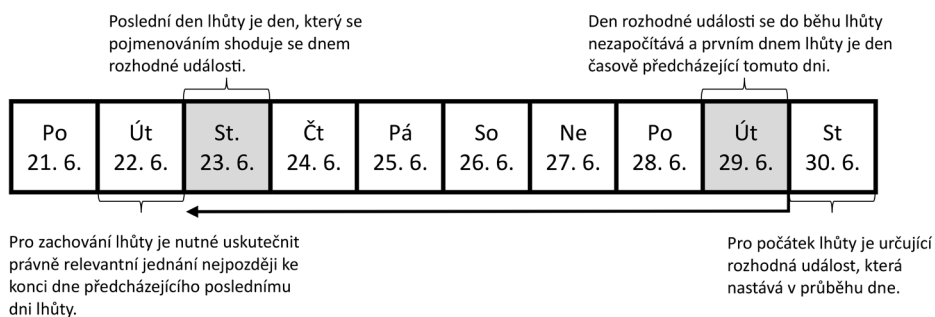 Poslední den lhůty je den, který se
pojmenováním shoduje se dnem
rozhodné události.
Den rozhodné události se do běhu lhůty
nezapočítává a prvním dnem lhůty je den
časově předcházející tomuto dni.
Po Út St. Čt Pá So Ne Po Út St
21. 6. 22. 6. 23. 6. 24. 6. 25. 6. 26. 6. 27. 6. 28. 6. 29. 6. 30. 6.
Pro zachování lhůty je nutné uskutečnit
právně relevantní jednání nejpozději ke
konci dne předcházejícího poslednímu
dni lhůty.
Pro počátek lhůty je určující
rozhodná událost, která
nastává v průběhu dne.